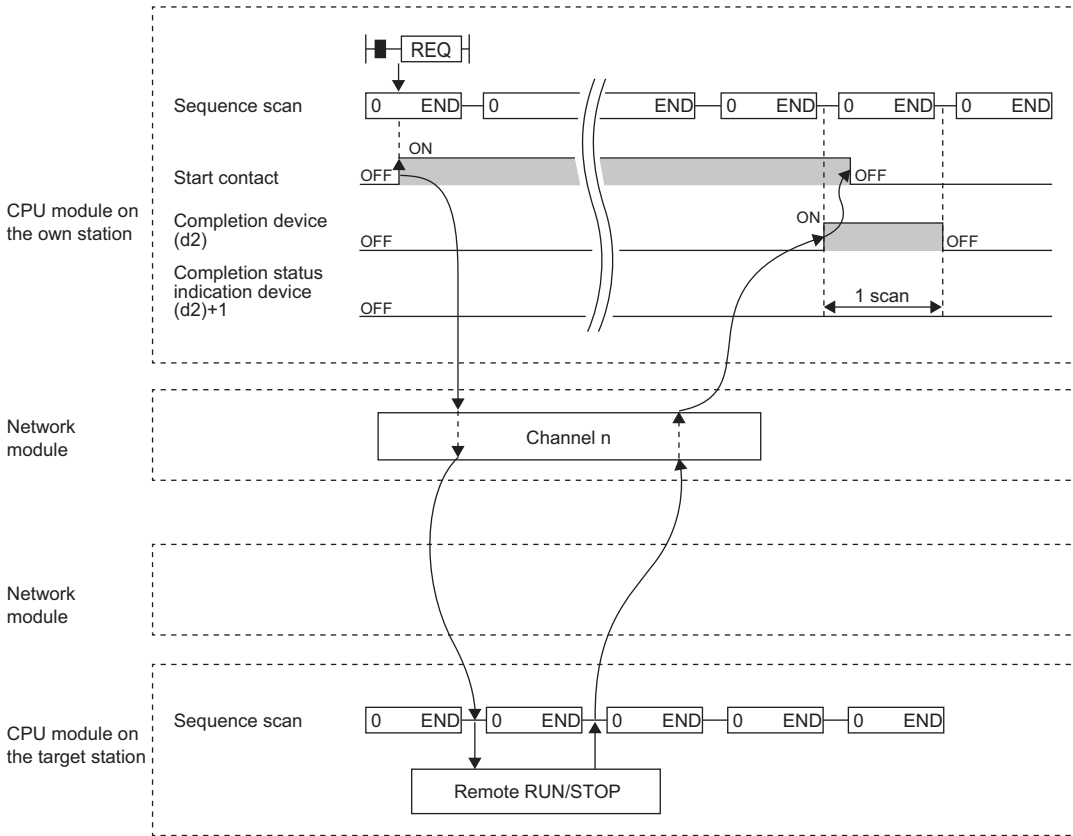 REQ
Sequence scan
0 END 0 END 0 END 0 END 0 END
ON
Start contact
OFF
OFF
CPU module on
the own station
Completion device
(d2)
ON
OFF
OFF
Completion status
indication device
(d2)+1
OFF
1 scan
Network
module
Channel n
Network
module
CPU module on
the target station
Sequence scan
0 END 0 END 0 END 0 END 0 END
Remote RUN/STOP